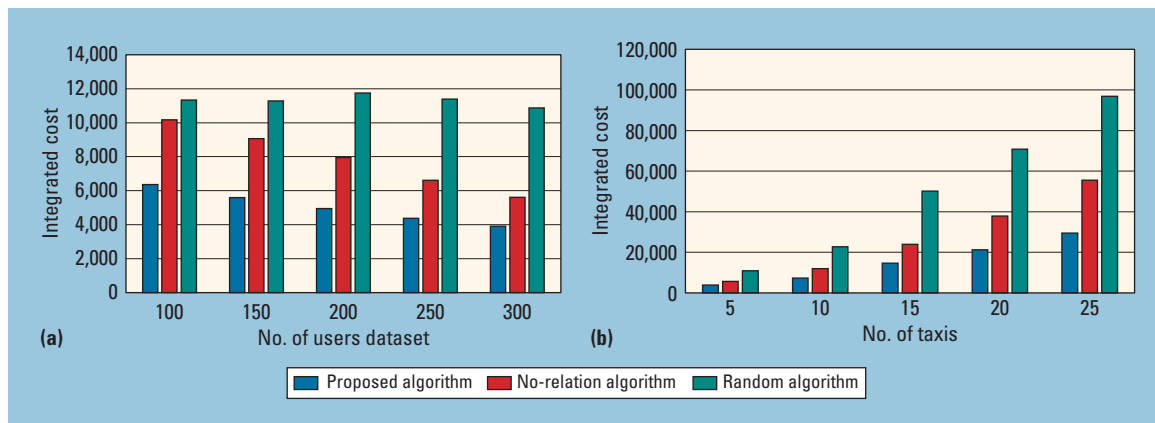 14,000
12,000
10,000
8,000
6,000
4,000
2,000
0
Integrated cost
100 150 200 250 300
No. of users dataset
(a)
120,000
100,000
80,000
60,000
40,000
20,000
0
Integrated cost
5 10 15 20 25
No. of taxis
(b)
Proposed algorithm No-relation algorithm Random algorithm